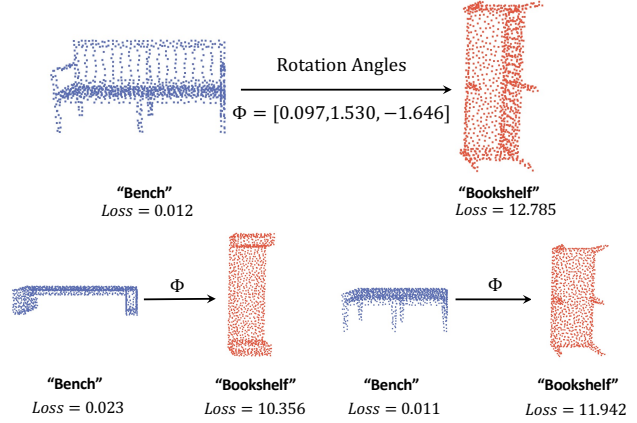 Rotation Angles
Φ = [0.097,1.530, −1.646]
“Bench”
Loss = 0.012
“Bookshelf”
Loss = 12.785
Φ
Φ
“Bench”
Loss = 0.023
“Bookshelf”
Loss = 10.356
“Bench”
Loss = 0.011
“Bookshelf”
Loss = 11.942